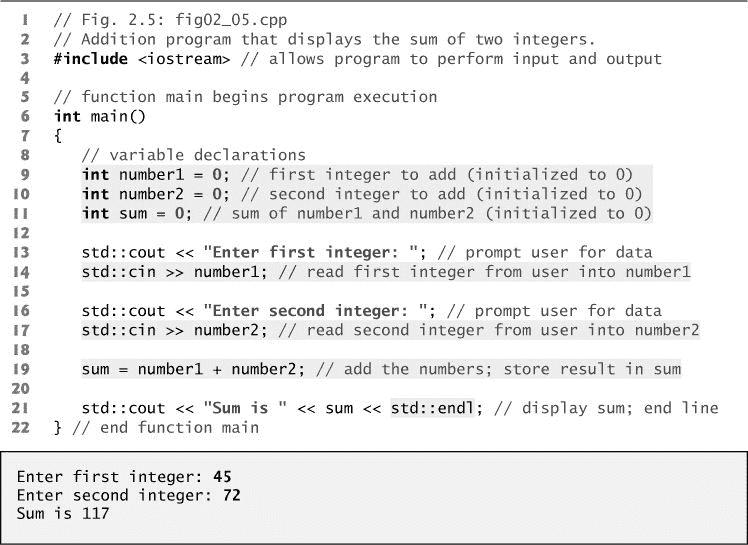 1 // Fig. 2.5: fig02_05.cpp
2 // Addition program that displays the sum of two integers.
3 #include <iostream> // allows program to perform input and output
4
5 // function main begins program execution
6 int main()
7 {
8 // variable declarations
9 int number1 = 0; // first integer to add (initialized to 0)
10 int number2 = 0; // second integer to add (initialized to 0)
11 int sum = 0; // sum of number1 and number2 (initialized to 0)
12
13 std::cout << "Enter first integer: "; // prompt user for data
14 std::cin >> number1; // read first integer from user into number1
15
16 std::cout << "Enter second integer: "; // prompt user for data
17 std::cin >> number2; // read second integer from user into number2
18
19 sum = number1 + number2; // add the numbers; store result in sum
20
21 std::cout << "Sum is " << sum << std::endl; // display sum; end line
22 } // end function main
Enter first integer: 45
Enter second integer: 72
Sum is 117